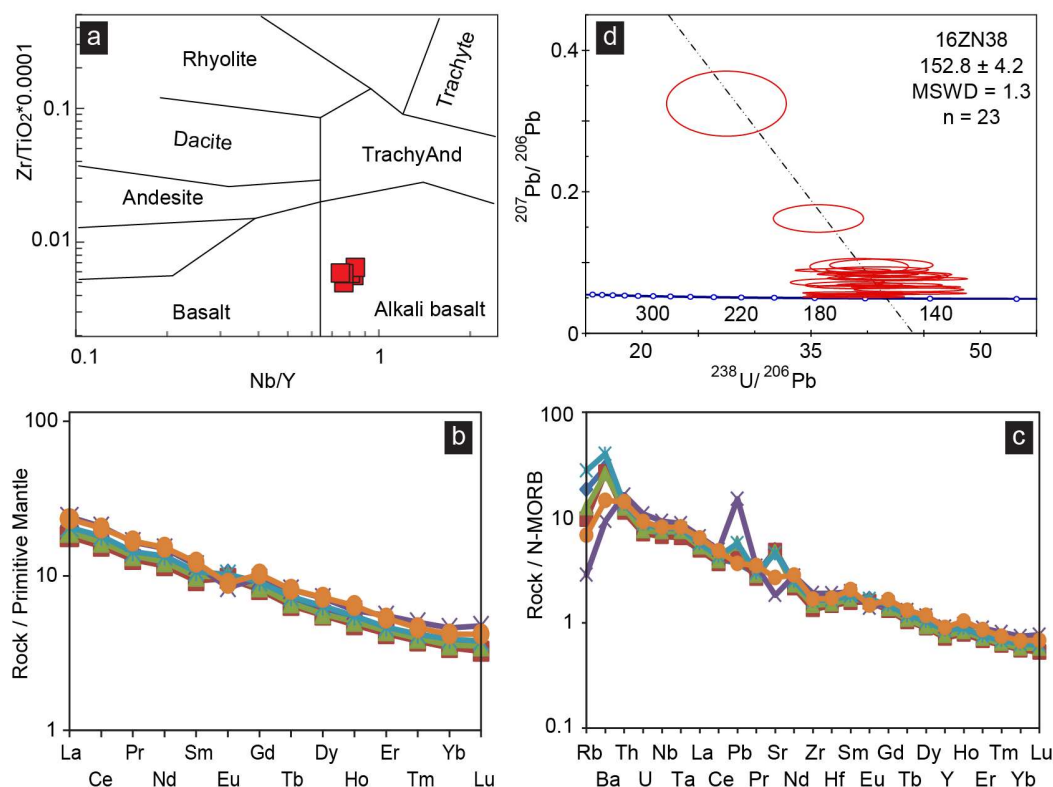 a
Zr/TiO₂*0.0001
0.1
0.01
Rhyolite
Trachyte
Dacite
TrachyAnd
Andesite
Basalt
Alkali basalt
0.1
1
Nb/Y
d
16ZN38
152.8 ± 4.2
MSWD = 1.3
n = 23
²⁰⁷Pb/ ²⁰⁶Pb
0.4
0.2
0
300
220
180
140
20
35
50
²³⁸U/ ²⁰⁶Pb
b
Rock / Primitive Mantle
100
10
1
La
Pr
Sm
Gd
Dy
Er
Yb
Ce
Nd
Eu
Tb
Ho
Tm
Lu
c
Rock / N-MORB
100
10
1
0.1
Rb
Th
Nb
La
Pb
Sr
Zr
Sm
Gd
Dy
Ho
Tm
Lu
Ba
U
Ta
Ce
Pr
Nd
Hf
Eu
Tb
Y
Er
Yb